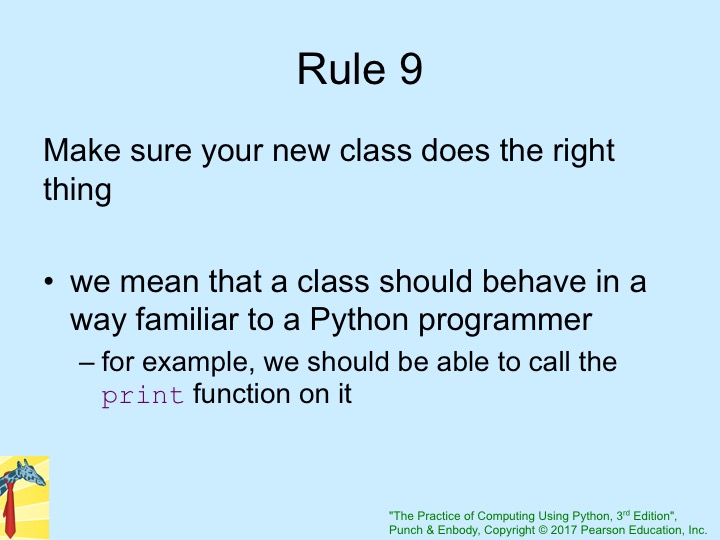 Rule 9
Make sure your new class does the right
thing
• we mean that a class should behave in a
way familiar to a Python programmer
– for example, we should be able to call the
print function on it
"The Practice of Computing Using Python, 3rd Edition",
Punch & Enbody, Copyright © 2017 Pearson Education, Inc.